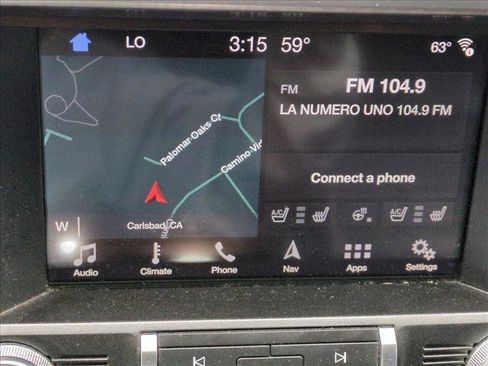 LO 3:15 59° 63°
FM FM 104.9
LA NUMERO UNO 104.9 FM
Palomar Oaks Ct
Camino Vid
Connect a phone
A/C A/C
W
Carlsbad, CA
Audio Climate Phone Nav Apps Settings